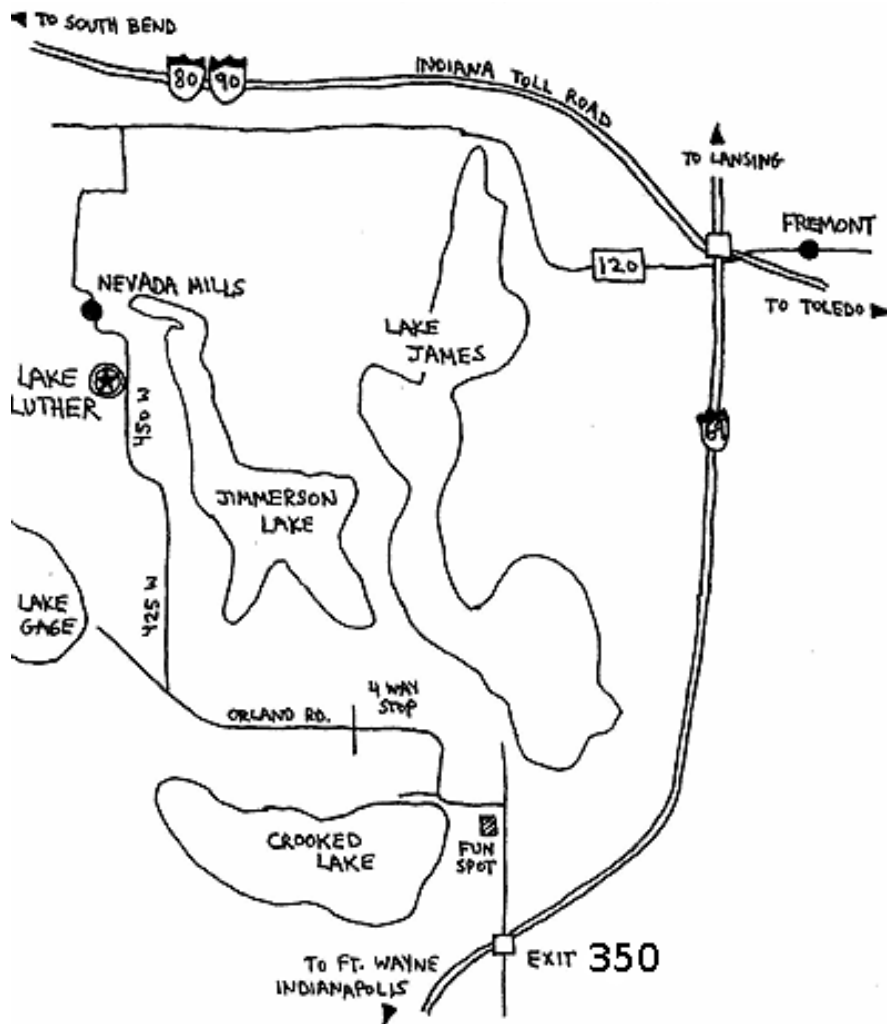 TO SOUTH BEND
80 90
INDIANA TOLL ROAD
TO LANSING
FREMONT
120
TO TOLEDO
NEVADA MILLS
LAKE
JAMES
LAKE
LUTHER
450 W
69
JIMMERSON
LAKE
425 W
LAKE
GAGE
4 WAY
STOP
ORLAND RD.
CROOKED
LAKE
FUN
SPOT
EXIT 350
TO FT. WAYNE
INDIANAPOLIS